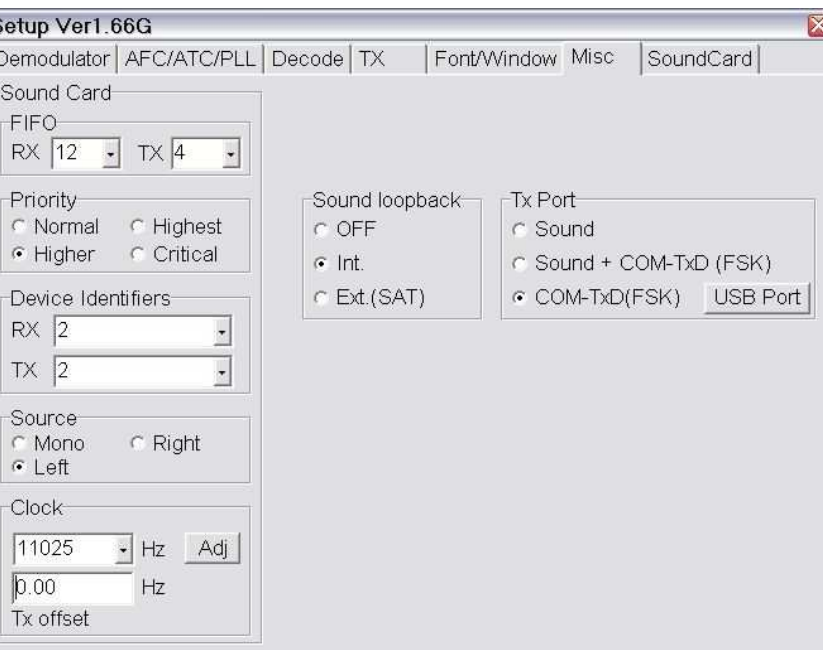 Setup Ver1.66G
Demodulator AFC/ATC/PLL Decode TX Font/Window Misc SoundCard
Sound Card
FIFO
RX 12 TX 4
Priority
Normal Highest
Higher Critical
Device Identifiers
RX 2
TX 2
Source
Mono Right
Left
Clock
11025 Hz Adj
0.00 Hz
Tx offset
Sound loopback
OFF
Int.
Ext.(SAT)
Tx Port
Sound
Sound + COM-TxD (FSK)
COM-TxD(FSK) USB Port